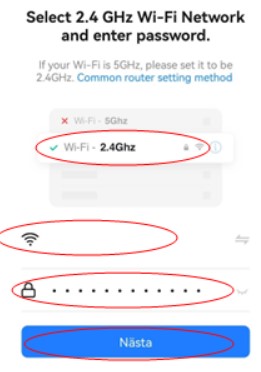 Select 2.4 GHz Wi-Fi Network
and enter password.
If your Wi-Fi is 5GHz, please set it to be
2.4GHz. Common router setting method
Wi-Fi - 5Ghz
Wi-Fi - 2.4Ghz
Nästa